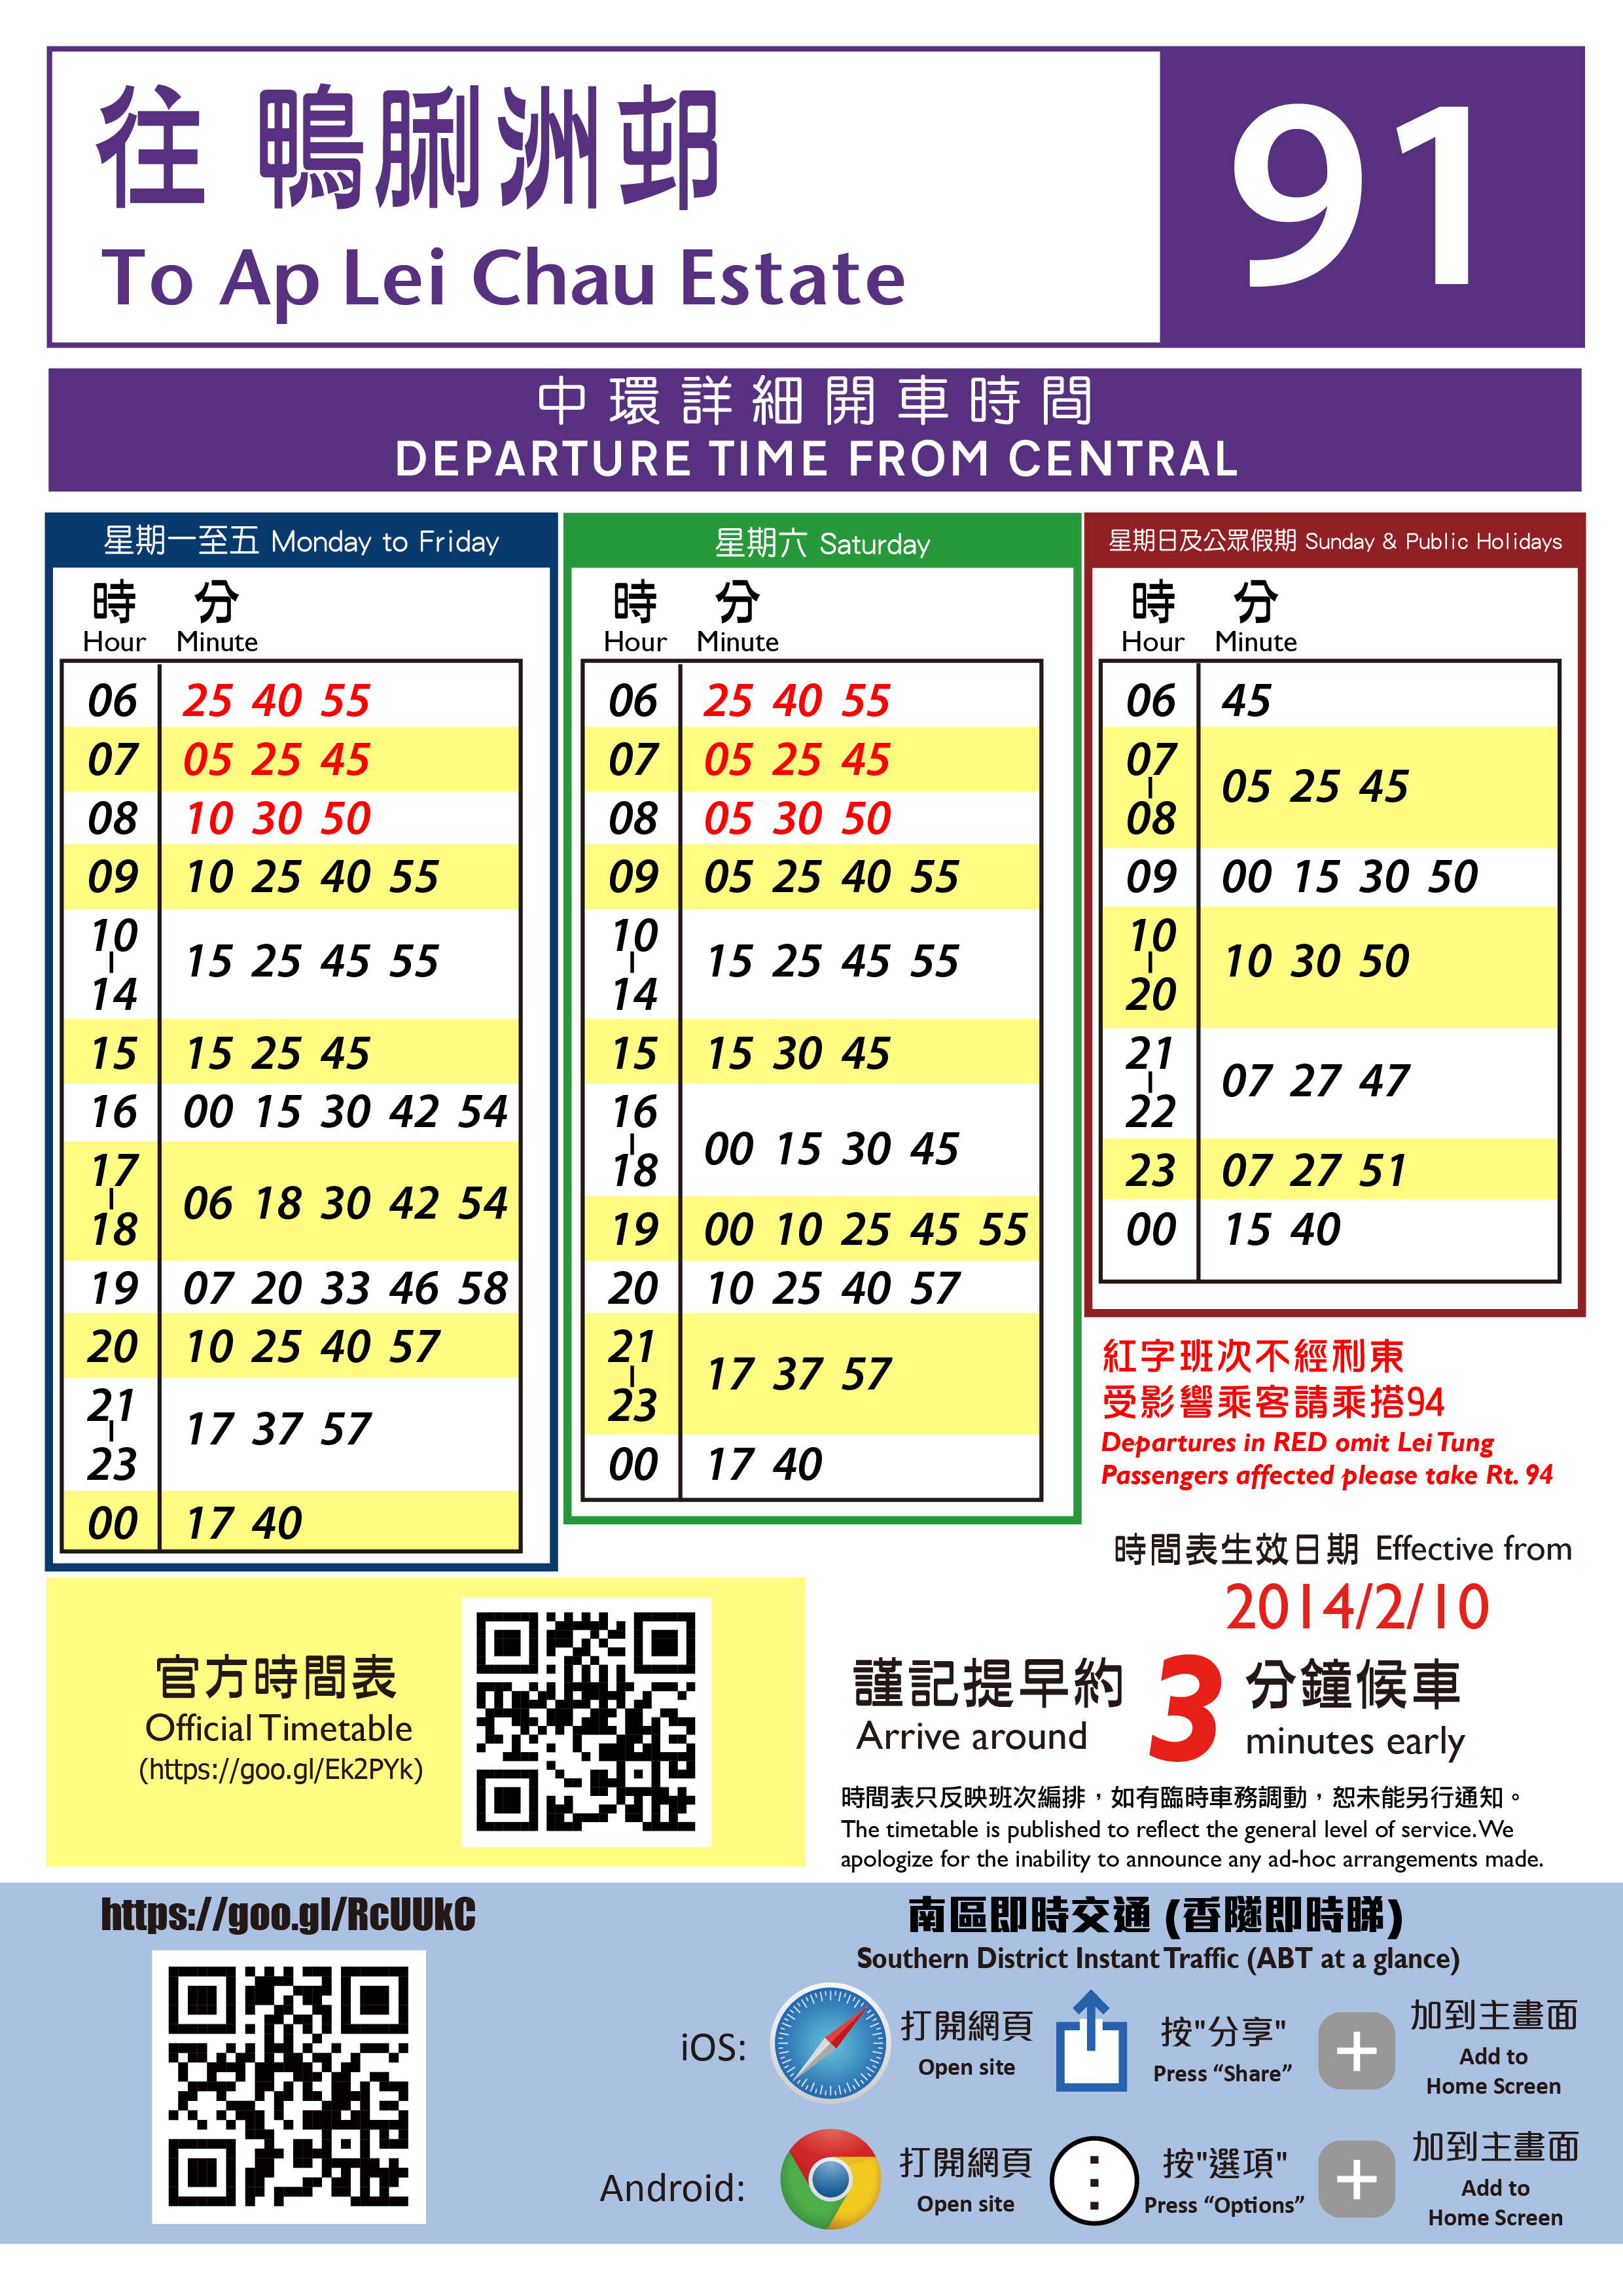 往 鴨脷洲邨
To Ap Lei Chau Estate
91
中環詳細開車時間
DEPARTURE TIME FROM CENTRAL
星期一至五 Monday to Friday
時 分
Hour Minute
06 25 40 55
07 05 25 45
08 10 30 50
09 10 25 40 55
10
|
14
15 25 45 55
15 15 25 45
16 00 15 30 42 54
17
|
18
06 18 30 42 54
19 07 20 33 46 58
20 10 25 40 57
21
|
23
17 37 57
00 17 40
星期六 Saturday
時 分
Hour Minute
06 25 40 55
07 05 25 45
08 05 30 50
09 05 25 40 55
10
|
14
15 25 45 55
15 15 30 45
16
|
18
00 15 30 45
19 00 10 25 45 55
20 10 25 40 57
21
|
23
17 37 57
00 17 40
星期日及公眾假期 Sunday & Public Holidays
時 分
Hour Minute
06 45
07
|
08
05 25 45
09 00 15 30 50
10
|
20
10 30 50
21
|
22
07 27 47
23 07 27 51
00 15 40
紅字班次不經利東
受影響乘客請乘搭94
Departures in RED omit Lei Tung
Passengers affected please take Rt. 94
時間表生效日期 Effective from
2014/2/10
官方時間表
Official Timetable
(https://goo.gl/Ek2PYk)
謹記提早約 3 分鐘候車
Arrive around minutes early
時間表只反映班次編排，如有臨時車務調動，恕未能另行通知。
The timetable is published to reflect the general level of service. We
apologize for the inability to announce any ad-hoc arrangements made.
https://goo.gl/RcUUkC
南區即時交通 (香隧即時睇)
Southern District Instant Traffic (ABT at a glance)
iOS:
打開網頁
Open site
按"分享"
Press “Share”
加到主畫面
Add to
Home Screen
Android:
打開網頁
Open site
按"選項"
Press “Options”
加到主畫面
Add to
Home Screen